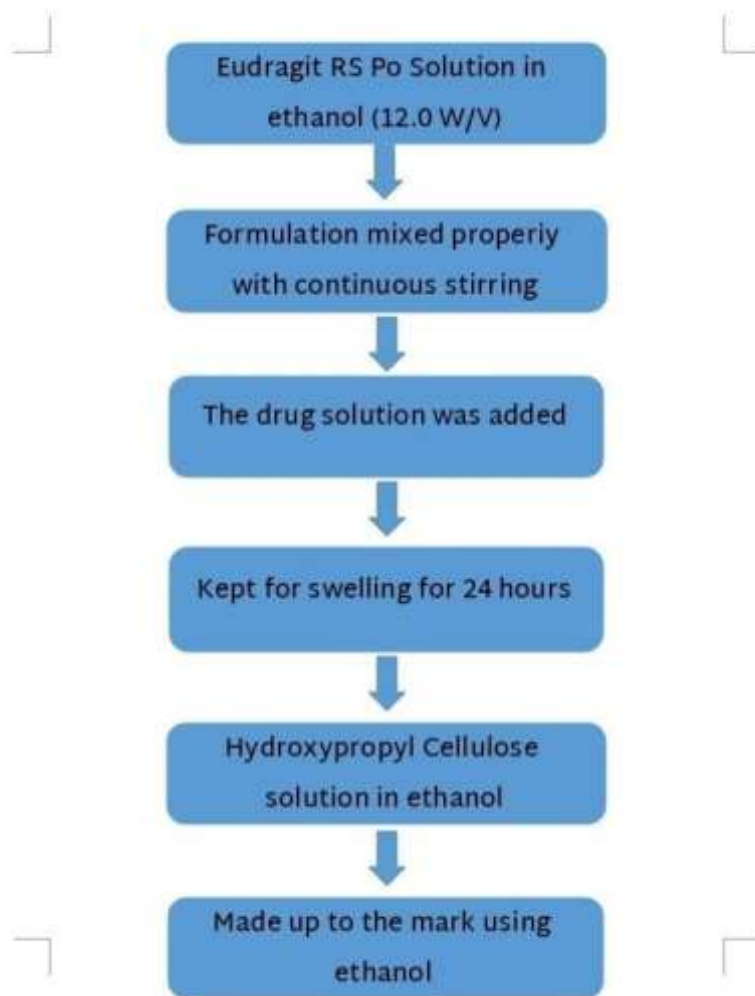 Eudragit RS Po Solution in
ethanol (12.0 W/V)
Formulation mixed properiy
with continuous stirring
The drug solution was added
Kept for swelling for 24 hours
Hydroxypropyl Cellulose
solution in ethanol
Made up to the mark using
ethanol